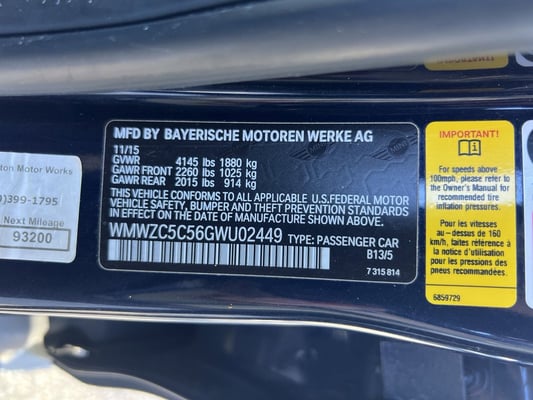 MFD BY BAYERISCHE MOTOREN WERKE AG
11/15
GVWR 4145 lbs 1880 kg
GAWR FRONT 2260 lbs 1025 kg
GAWR REAR 2015 lbs 914 kg
THIS VEHICLE CONFORMS TO ALL APPLICABLE U.S.FEDERAL MOTOR
VEHICLE SAFETY, BUMPER, AND THEFT PREVENTION STANDARDS
IN EFFECT ON THE DATE OF MANUFACTURE SHOWN ABOVE.
WMWZC5C56GWU02449 TYPE: PASSENGER CAR
B13/5
7 315 814
ton Motor Works
)399-1795
Next Mileage
93200
IMPORTANT!
For speeds above
100mph, please refer to
the Owner's Manual for
recommended tire
inflation pressures.
Pour les vitesses au
-dessus de 160
km/h, faites référence à
la notice d'utilisation
pour les pressions des
pneus recommandées.
6859729
MINI